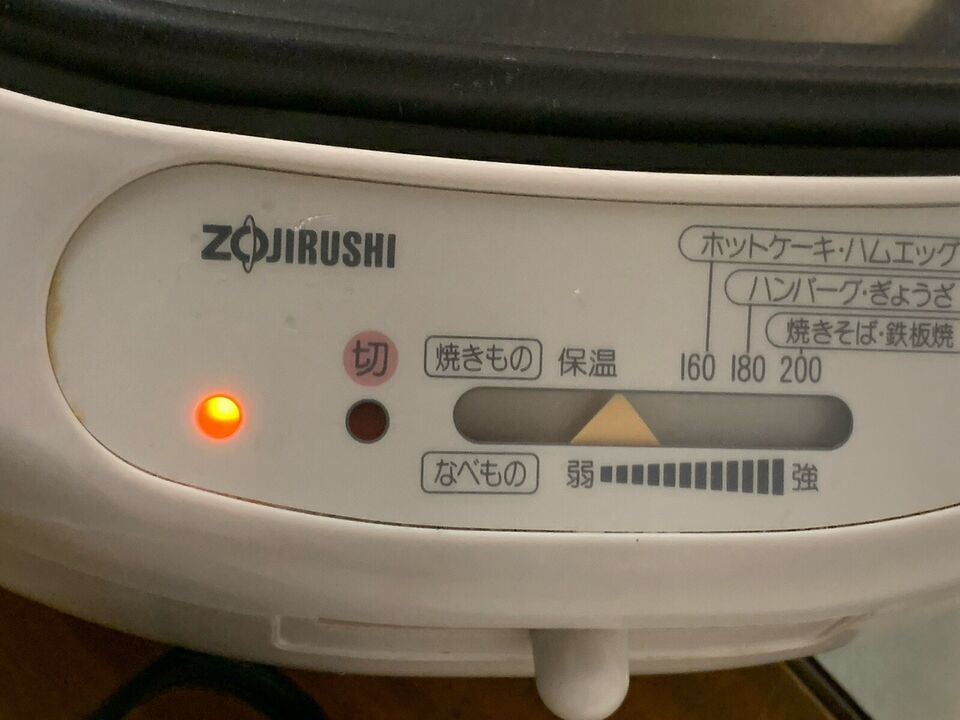 ZOJIRUSHI
ホットケーキ・ハムエッグ
ハンバーグ・ぎょうざ
焼きそば・鉄板焼
切
焼きもの 保温 160 180 200
なべもの 弱 強